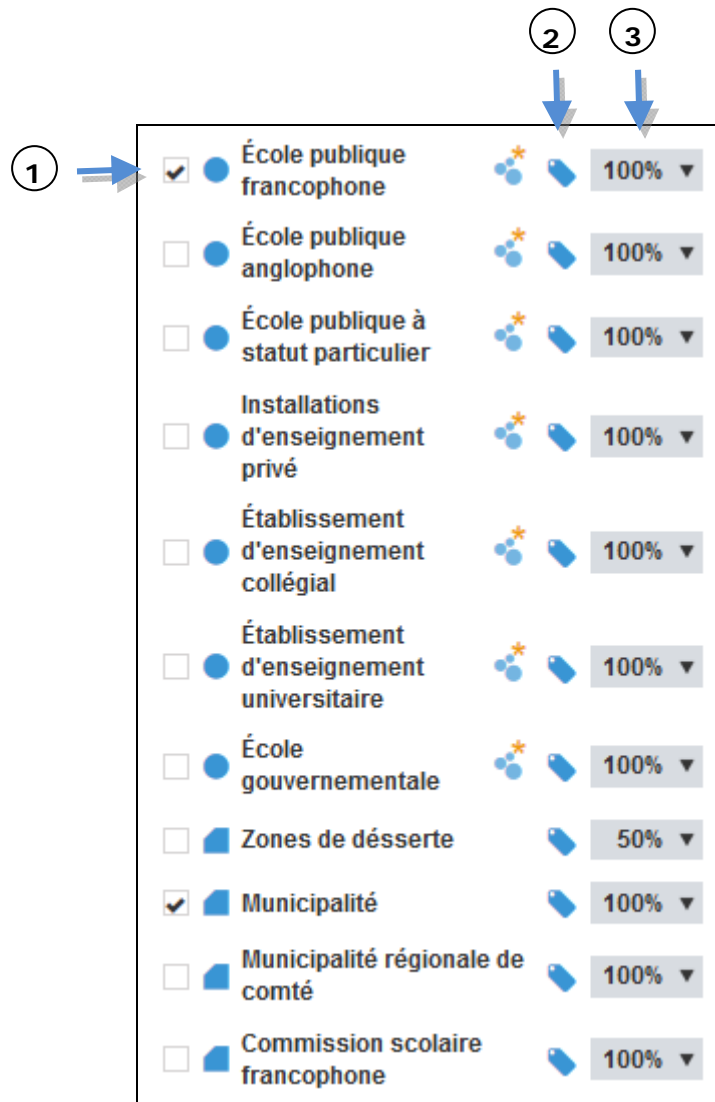 2 3
1
École publique
francophone 100%
École publique
anglophone 100%
École publique à
statut particulier 100%
Installations
d'enseignement 100%
privé
Établissement
d'enseignement 100%
collégial
Établissement
d'enseignement 100%
universitaire
École
gouvernementale 100%
Zones de désserte 50%
Municipalité 100%
Municipalité régionale de
comté 100%
Commission scolaire
francophone 100%